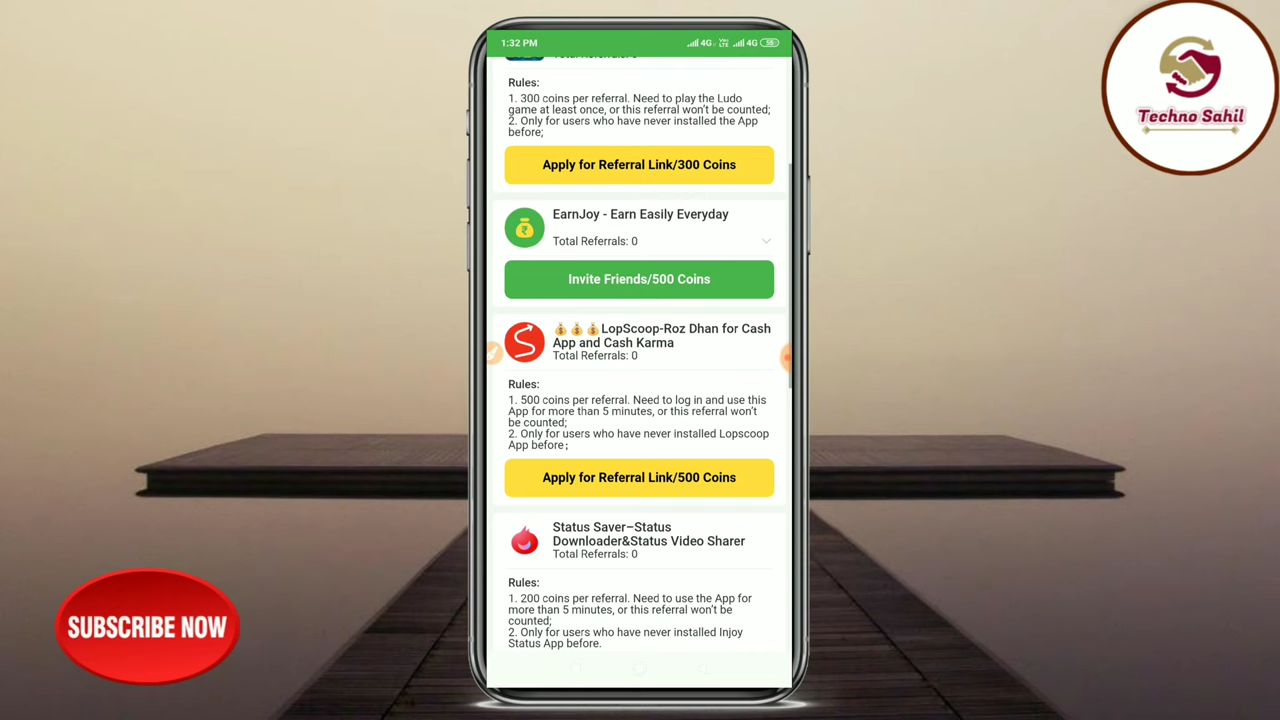 1:32 PM
4G VoLTE 4G 55
Rules:
1. 300 coins per referral. Need to play the Ludo
game at least once, or this referral won't be counted;
2. Only for users who have never installed the App
before;
Apply for Referral Link/300 Coins
EarnJoy - Earn Easily Everyday
Total Referrals: 0
Invite Friends/500 Coins
💰💰💰LopScoop-Roz Dhan for Cash
App and Cash Karma
Total Referrals: 0
Rules:
1. 500 coins per referral. Need to log in and use this
App for more than 5 minutes, or this referral won't
be counted;
2. Only for users who have never installed Lopscoop
App before;
Apply for Referral Link/500 Coins
Status Saver–Status
Downloader&Status Video Sharer
Total Referrals: 0
Rules:
1. 200 coins per referral. Need to use the App for
more than 5 minutes, or this referral won't be
counted;
2. Only for users who have never installed Injoy
Status App before.
Techno Sahil
SUBSCRIBE NOW